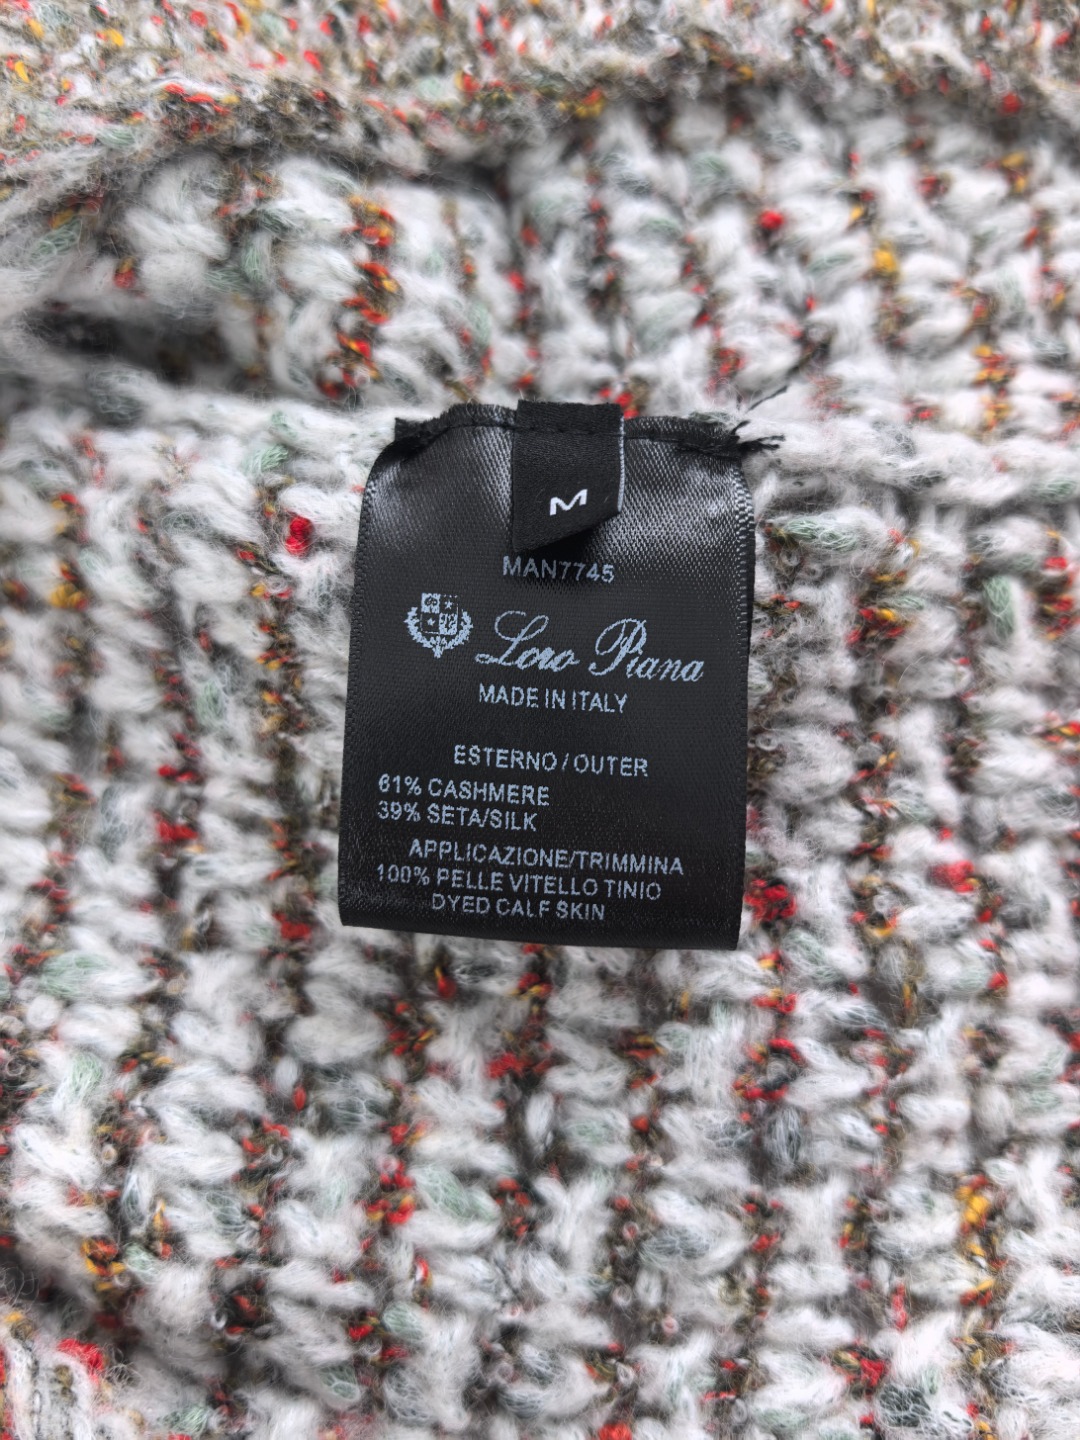 M
MAN7745
Loro Piana
MADE IN ITALY
ESTERNO/OUTER
61% CASHMERE
39% SETA/SILK
APPLICAZIONE/TRIMMINA
100% PELLE VITELLO TINIO
DYED CALF SKIN